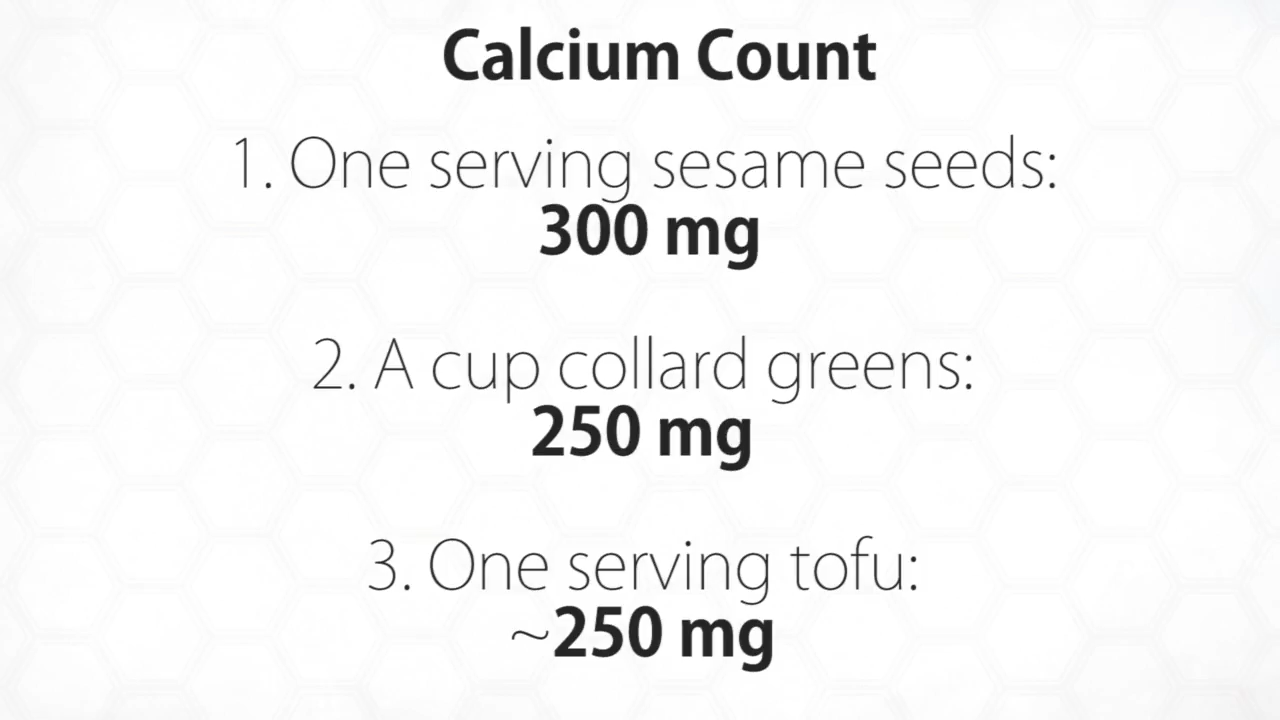 Calcium Count
1. One serving sesame seeds:
300 mg
2. A cup collard greens:
250 mg
3. One serving tofu:
~250 mg